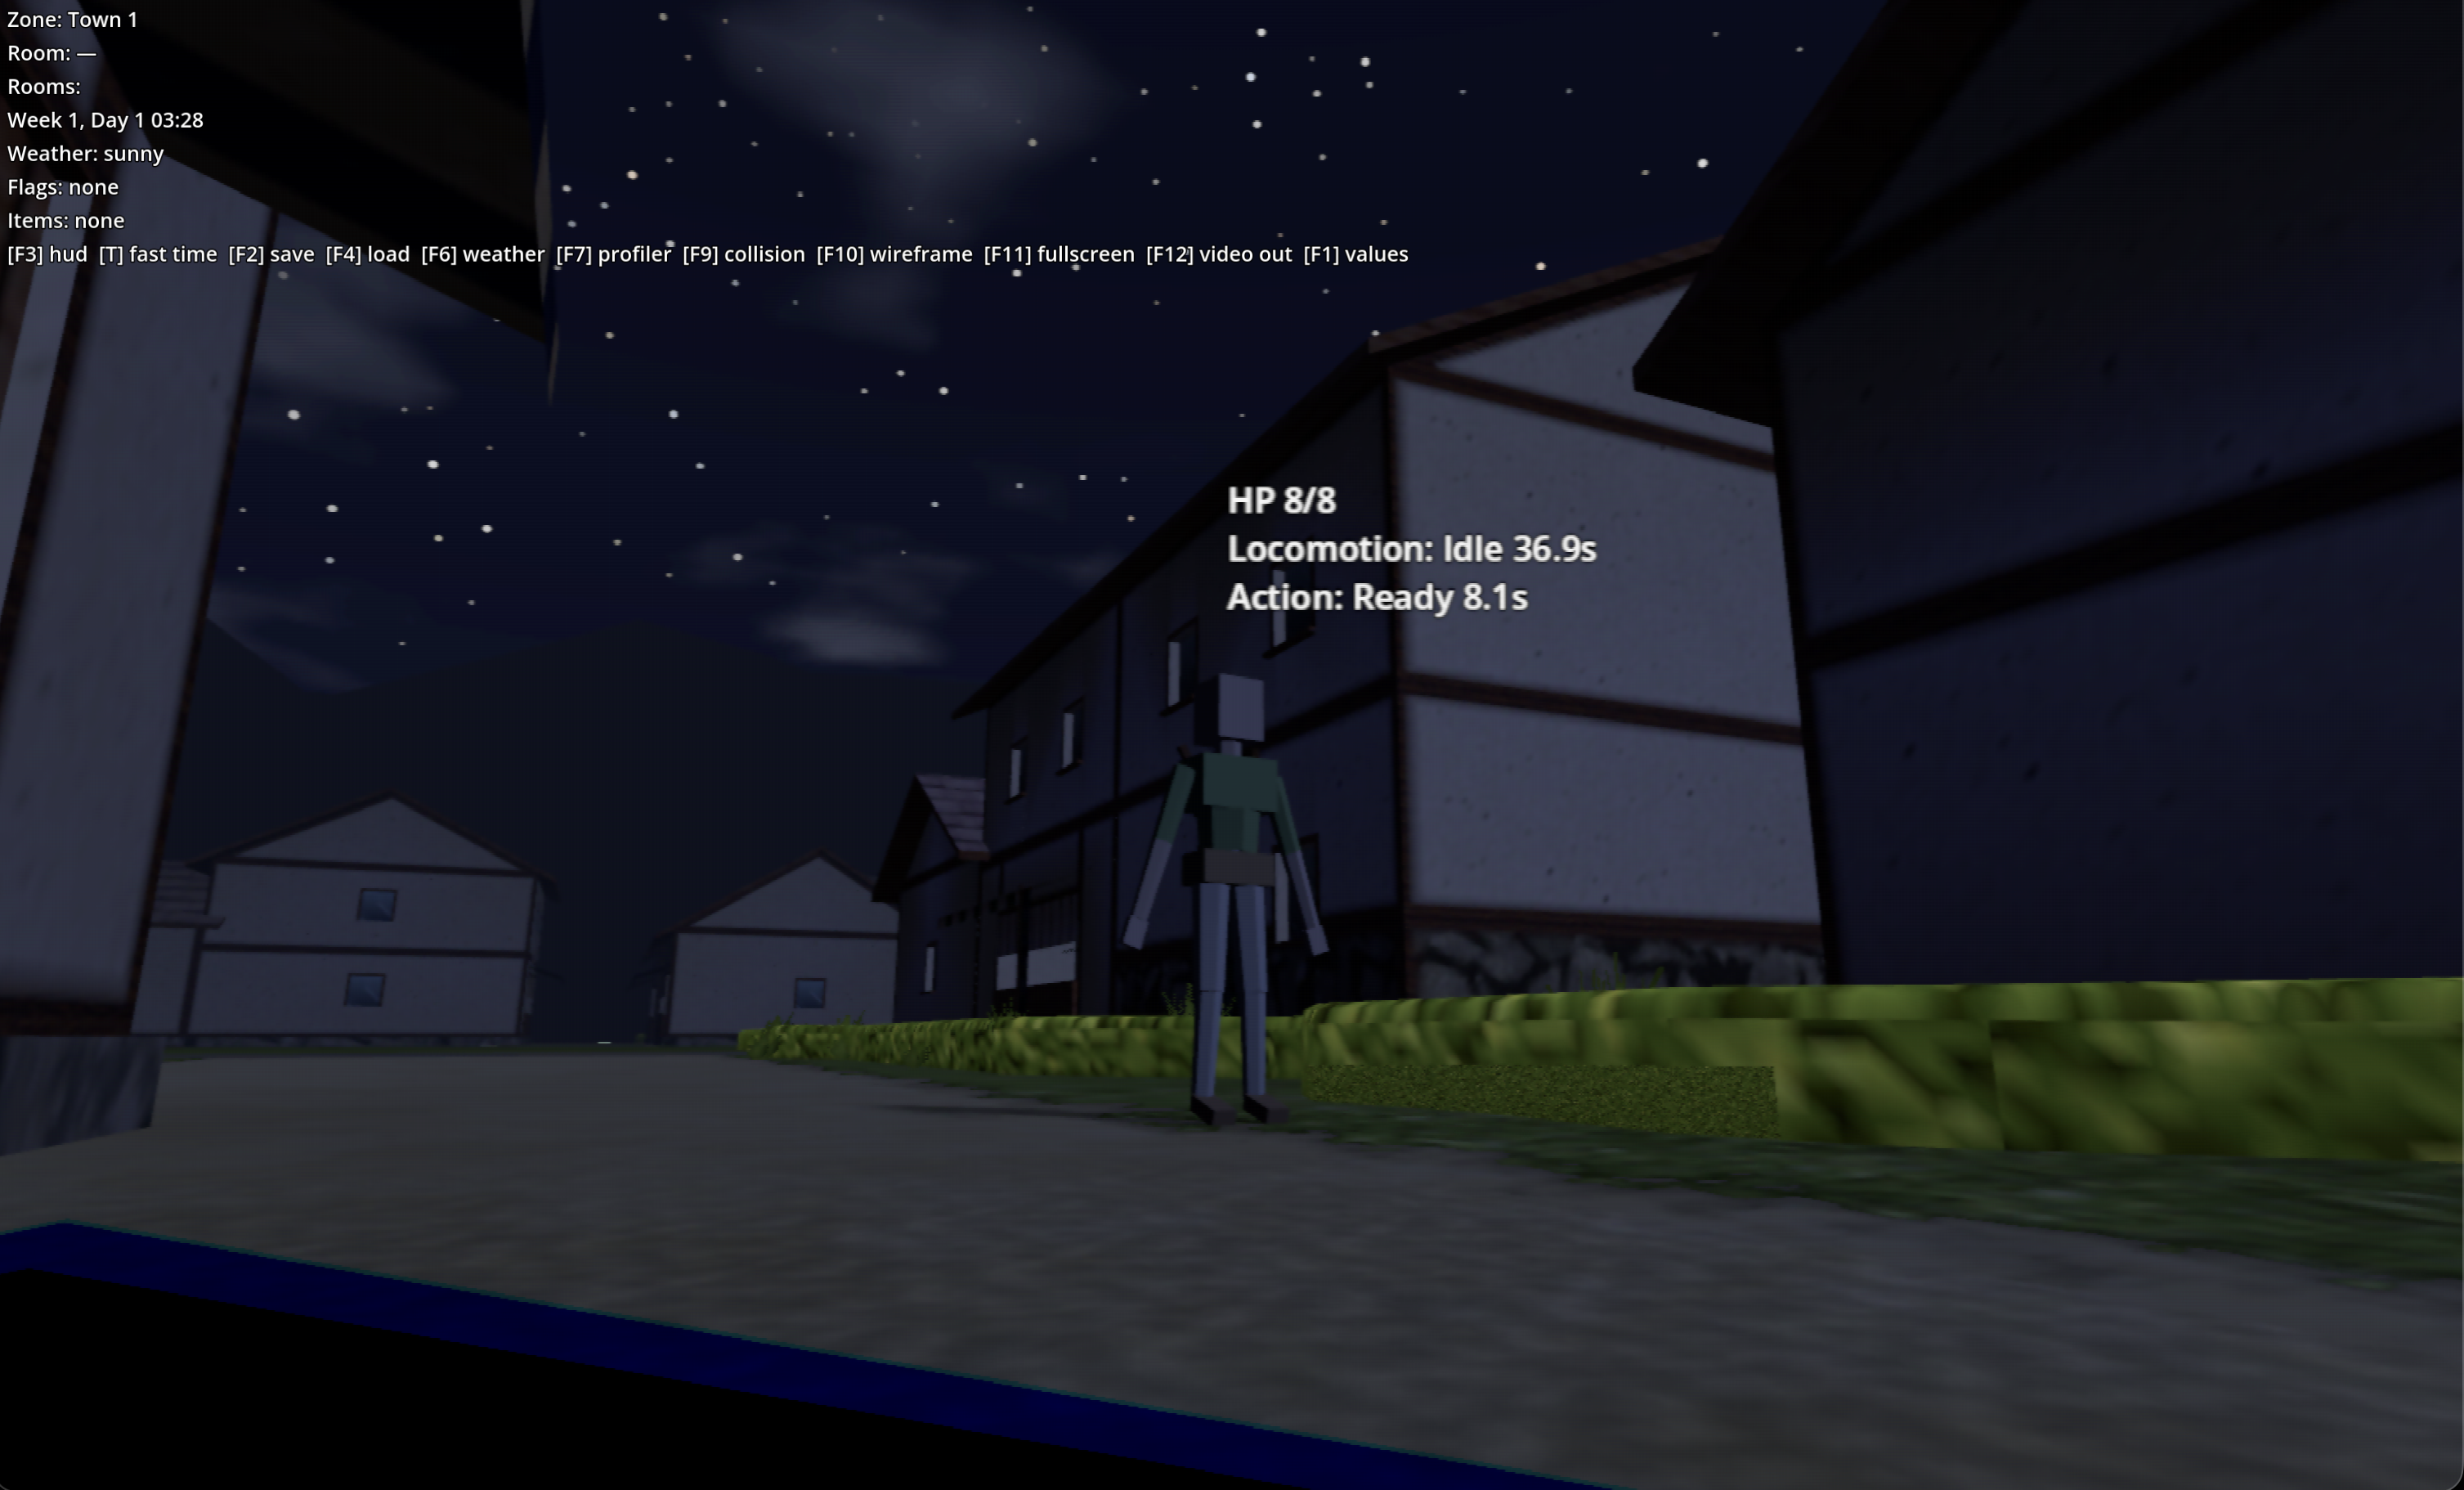 Zone: Town 1
Room: —
Rooms:
Week 1, Day 1 03:28
Weather: sunny
Flags: none
Items: none
[F3] hud  [T] fast time  [F2] save  [F4] load  [F6] weather  [F7] profiler  [F9] collision  [F10] wireframe  [F11] fullscreen  [F12] video out  [F1] values
HP 8/8
Locomotion: Idle 36.9s
Action: Ready 8.1s